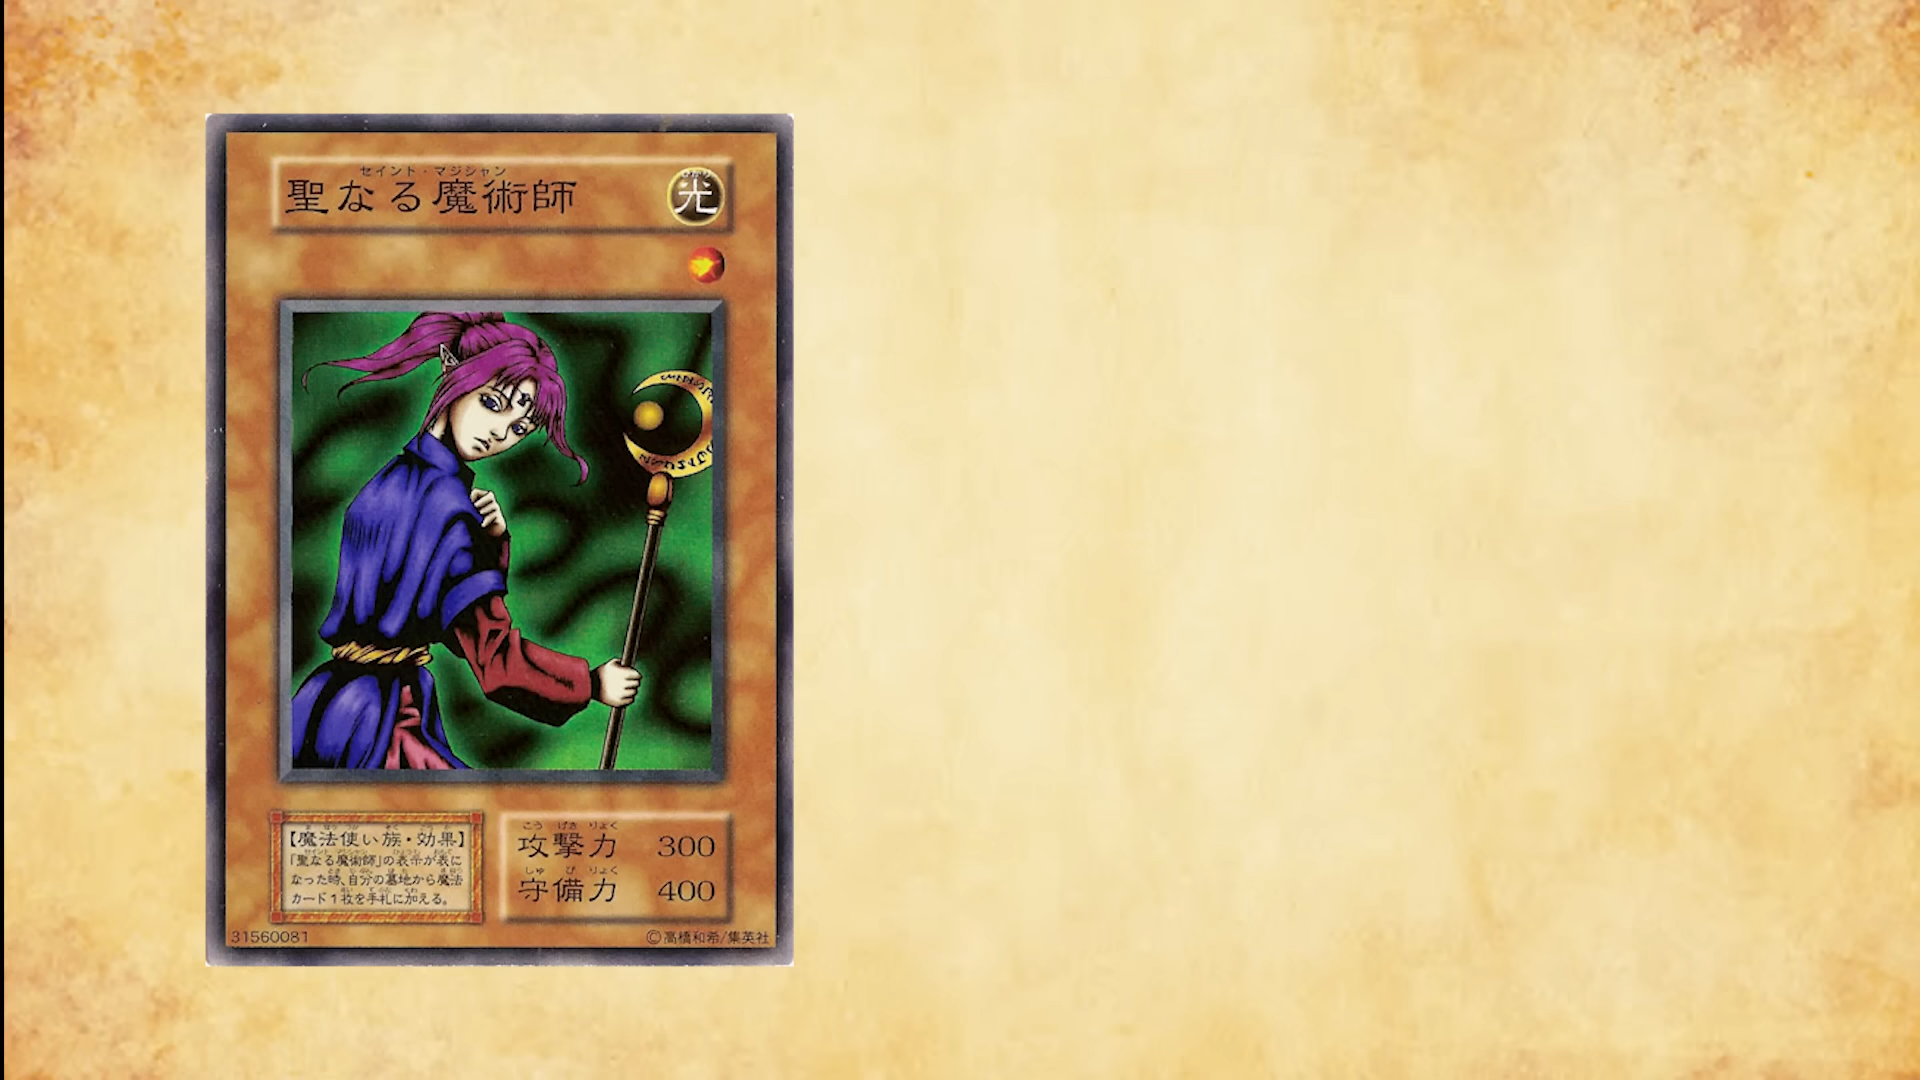 セイント・マジシャン
聖なる魔術師
光
【魔法使い族・効果】
「聖なる魔術師」の表示が表に
なった時、自分の墓地から魔法
カード1枚を手札に加える。
こう げき りょく
攻撃力 300
しゅ び りょく
守備力 400
31560081
©高橋和希/集英社